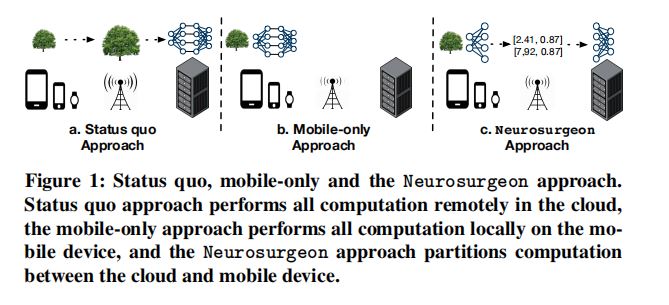 [2.41, 0.87]
[7,92, 0.87]
a. Status quo
Approach
b. Mobile-only
Approach
c. Neurosurgeon
Approach
Figure 1: Status quo, mobile-only and the Neurosurgeon approach.
Status quo approach performs all computation remotely in the cloud,
the mobile-only approach performs all computation locally on the mo-
bile device, and the Neurosurgeon approach partitions computation
between the cloud and mobile device.